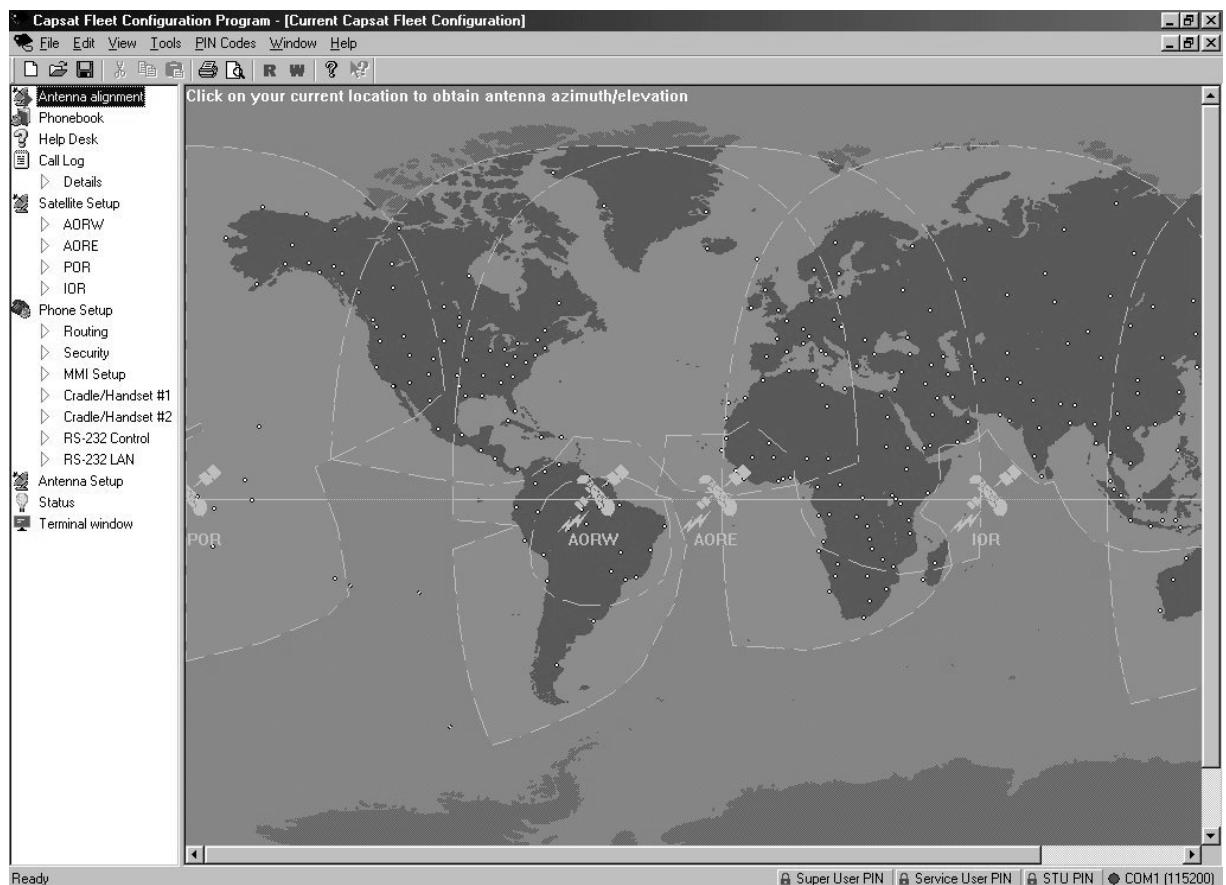 Capsat Fleet Configuration Program - [Current Capsat Fleet Configuration]
File Edit View Tools PIN Codes Window Help
R W
Antenna alignment
Phonebook
Help Desk
Call Log
Details
Satellite Setup
AORW
AORE
POR
IOR
Phone Setup
Routing
Security
MMI Setup
Cradle/Handset #1
Cradle/Handset #2
RS-232 Control
RS-232 LAN
Antenna Setup
Status
Terminal window
Click on your current location to obtain antenna azimuth/elevation
POR AORW AORE IOR
Ready Super User PIN Service User PIN STU PIN COM1 (115200)